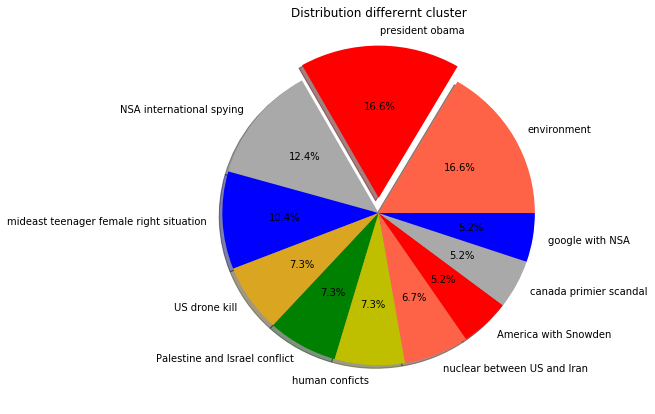 Distribution differernt cluster
president obama
16.6%
environment
16.6%
NSA international spying
12.4%
mideast teenager female right situation
10.4%
US drone kill
7.3%
Palestine and Israel conflict
7.3%
human conficts
7.3%
nuclear between US and Iran
6.7%
America with Snowden
5.2%
canada primier scandal
5.2%
google with NSA
5.2%